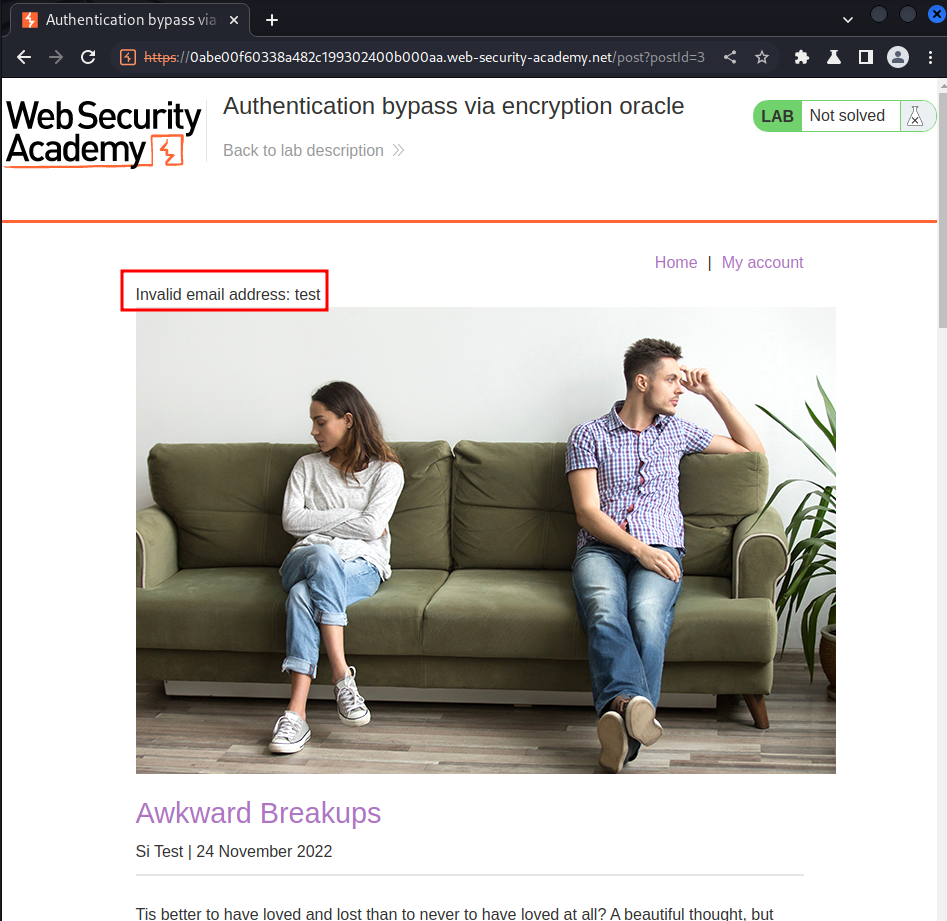 Authentication bypass via
https://0abe00f60338a482c199302400b000aa.web-security-academy.net/post?postId=3
Web Security
Academy
Authentication bypass via encryption oracle
Back to lab description
LAB Not solved
Home | My account
Invalid email address: test
Awkward Breakups
Si Test | 24 November 2022
Tis better to have loved and lost than to never to have loved at all? A beautiful thought, but